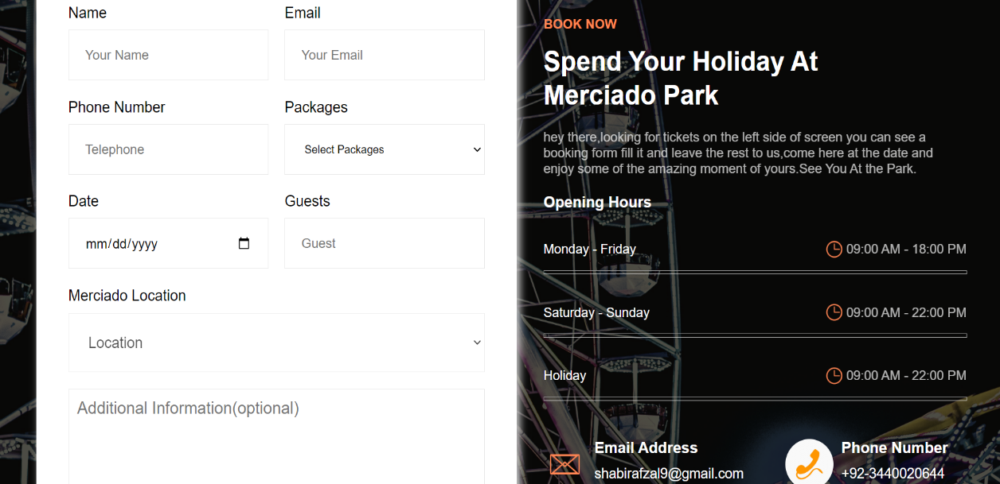 Name
Email
Your Name
Your Email
Phone Number
Packages
Telephone
Select Packages
Date
Guests
mm/dd/yyyy
Guest
Merciado Location
Location
Additional Information(optional)
BOOK NOW
Spend Your Holiday At
Merciado Park
hey there,looking for tickets on the left side of screen you can see a
booking form fill it and leave the rest to us,come here at the date and
enjoy some of the amazing moment of yours.See You At the Park.
Opening Hours
Monday - Friday
09:00 AM - 18:00 PM
Saturday - Sunday
09:00 AM - 22:00 PM
Holiday
09:00 AM - 22:00 PM
Email Address
shabirafzal9@gmail.com
Phone Number
+92-3440020644